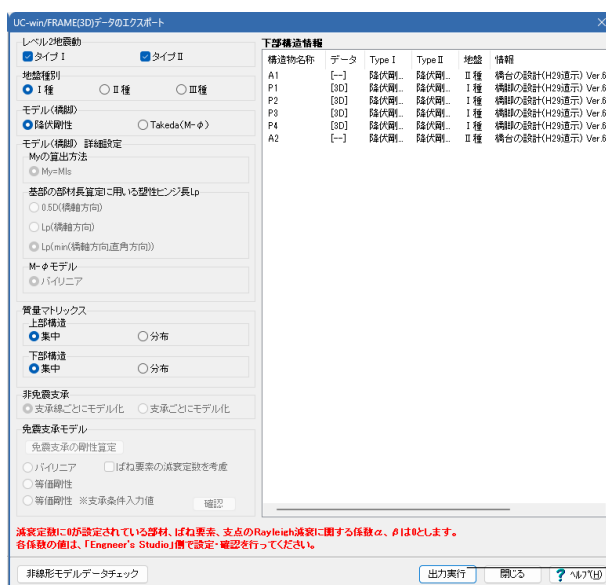 UC-win/FRAME(3D)データのエクスポート
レベル2地震動
タイプⅠ タイプⅡ
地盤種別
Ⅰ種 Ⅱ種 Ⅲ種
モデル(橋脚)
降伏剛性 Takeda(M-φ)
モデル(橋脚) 詳細設定
Myの算出方法
My=Mls
基部の部材長算定に用いる塑性ヒンジ長Lp
0.5D(橋軸方向)
Lp(橋軸方向)
Lp(min(橋軸方向,直角方向))
M-φモデル
バイリニア
質量マトリックス
上部構造
集中 分布
下部構造
集中 分布
非免震支承
支承線ごとにモデル化 支承ごとにモデル化
免震支承モデル
免震支承の剛性算定
バイリニア ばね要素の減衰定数を考慮
等価剛性
等価剛性 ※支承条件入力値 確認
下部構造情報
構造物名称 データ Type Ⅰ Type Ⅱ 地盤 情報
A1 [--] 降伏剛... 降伏剛... Ⅱ種 橋台の設計(H29道示) Ver.6
P1 [3D] 降伏剛... 降伏剛... Ⅱ種 橋脚の設計(H29道示) Ver.6
P2 [3D] 降伏剛... 降伏剛... Ⅱ種 橋脚の設計(H29道示) Ver.6
P3 [3D] 降伏剛... 降伏剛... Ⅱ種 橋脚の設計(H29道示) Ver.6
P4 [3D] 降伏剛... 降伏剛... Ⅱ種 橋脚の設計(H29道示) Ver.6
A2 [--] 降伏剛... 降伏剛... Ⅱ種 橋台の設計(H29道示) Ver.6
減衰定数に0が設定されている部材、ばね要素、支点のRayleigh減衰に関する係数α、βは0とします。
各係数の値は、「Engneer's Studio」側で設定・確認を行ってください。
非線形モデルデータチェック 出力実行 閉じる ? ヘルプ(H)